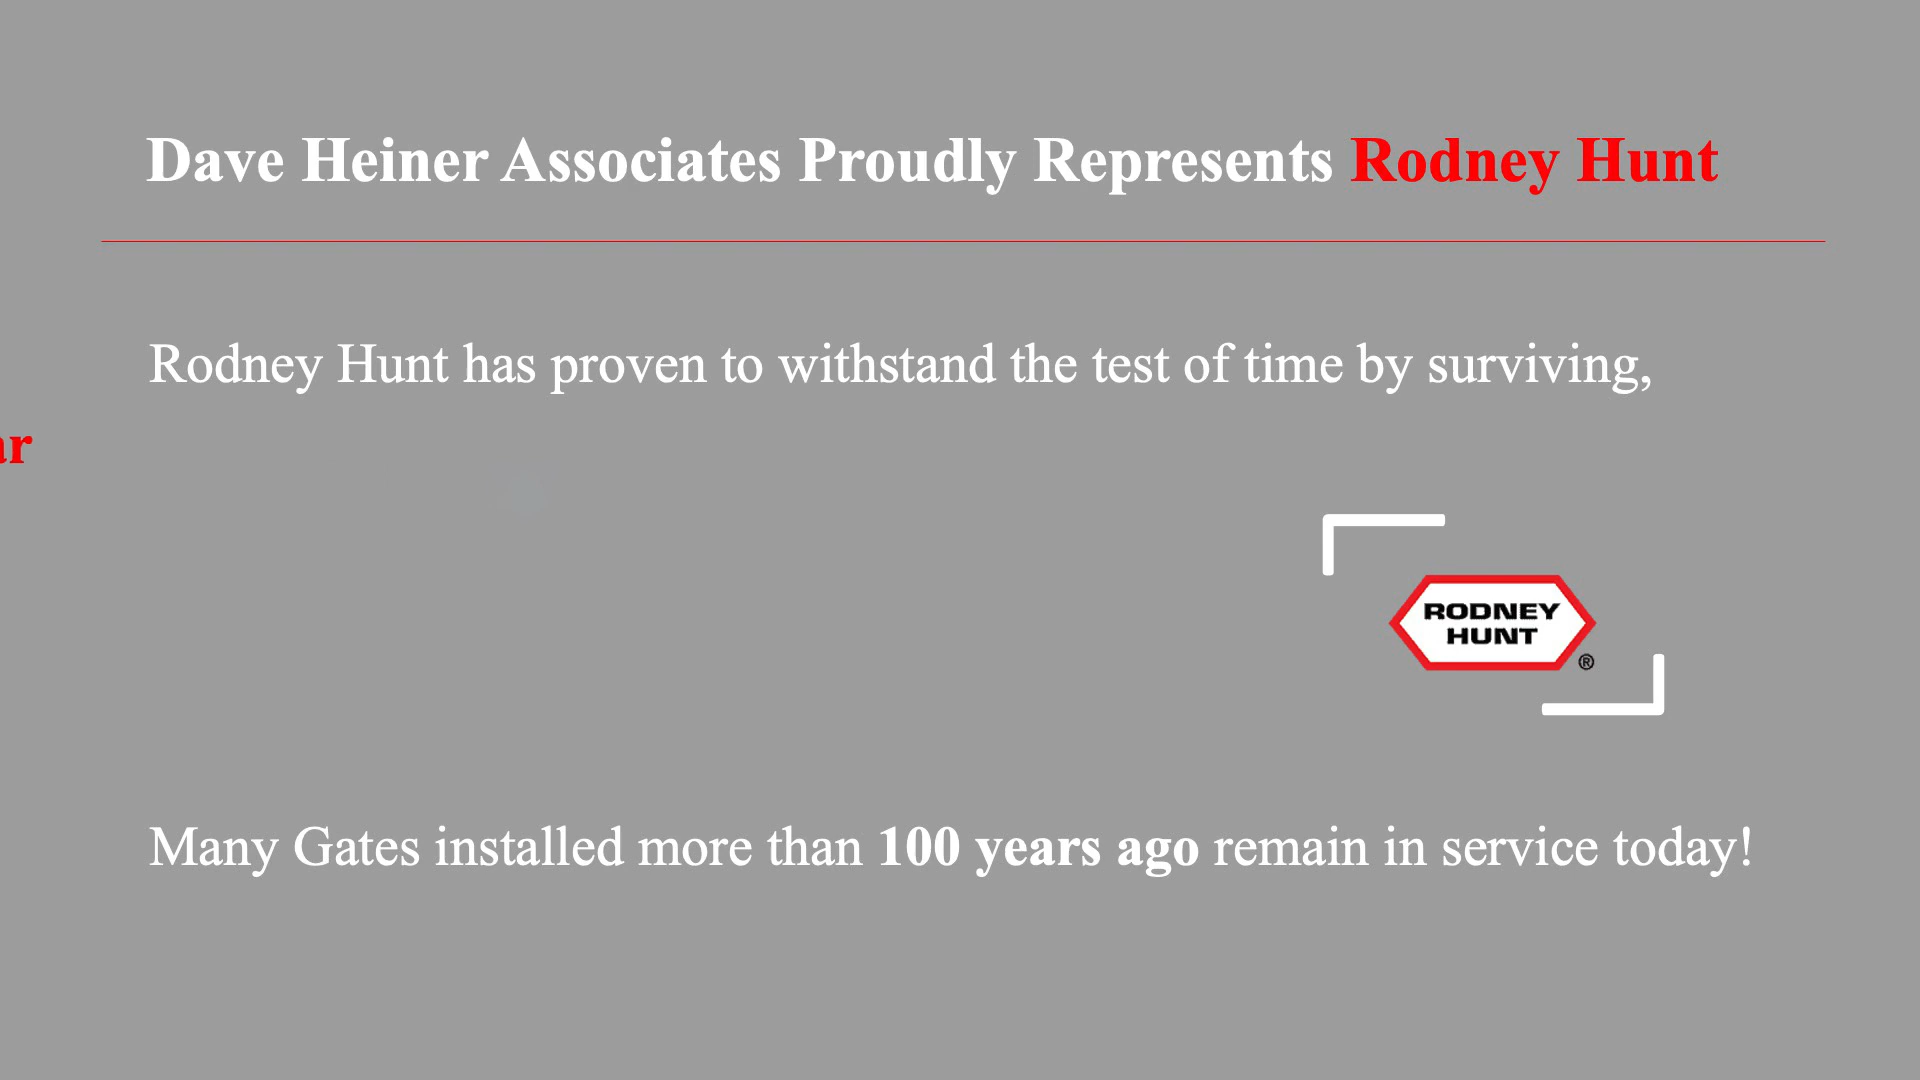 Dave Heiner Associates Proudly Represents Rodney Hunt
Rodney Hunt has proven to withstand the test of time by surviving,
RODNEY
HUNT
®
Many Gates installed more than 100 years ago remain in service today!